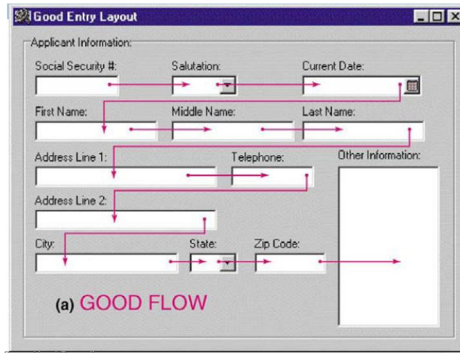 Good Entry Layout
Applicant Information:
Social Security #: Salutation: Current Date:
First Name: Middle Name: Last Name:
Address Line 1: Telephone: Other Information:
Address Line 2:
City: State: Zip Code:
(a) GOOD FLOW